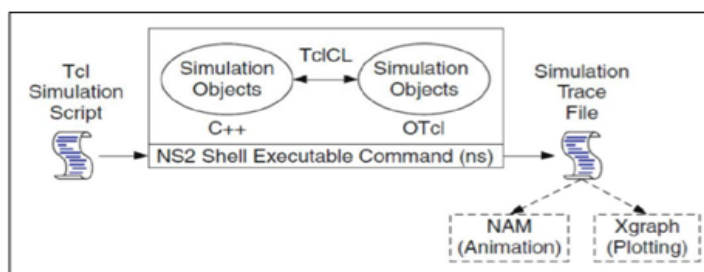 Tcl
Simulation
Script
TclCL
Simulation
Objects
Simulation
Objects
C++
OTcl
NS2 Shell Executable Command (ns)
Simulation
Trace
File
NAM
(Animation)
Xgraph
(Plotting)